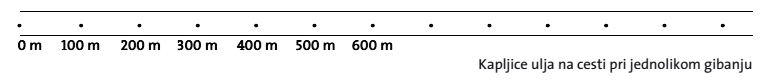 0 m 100 m 200 m 300 m 400 m 500 m 600 m
Kapljice ulja na cesti pri jednolikom gibanju